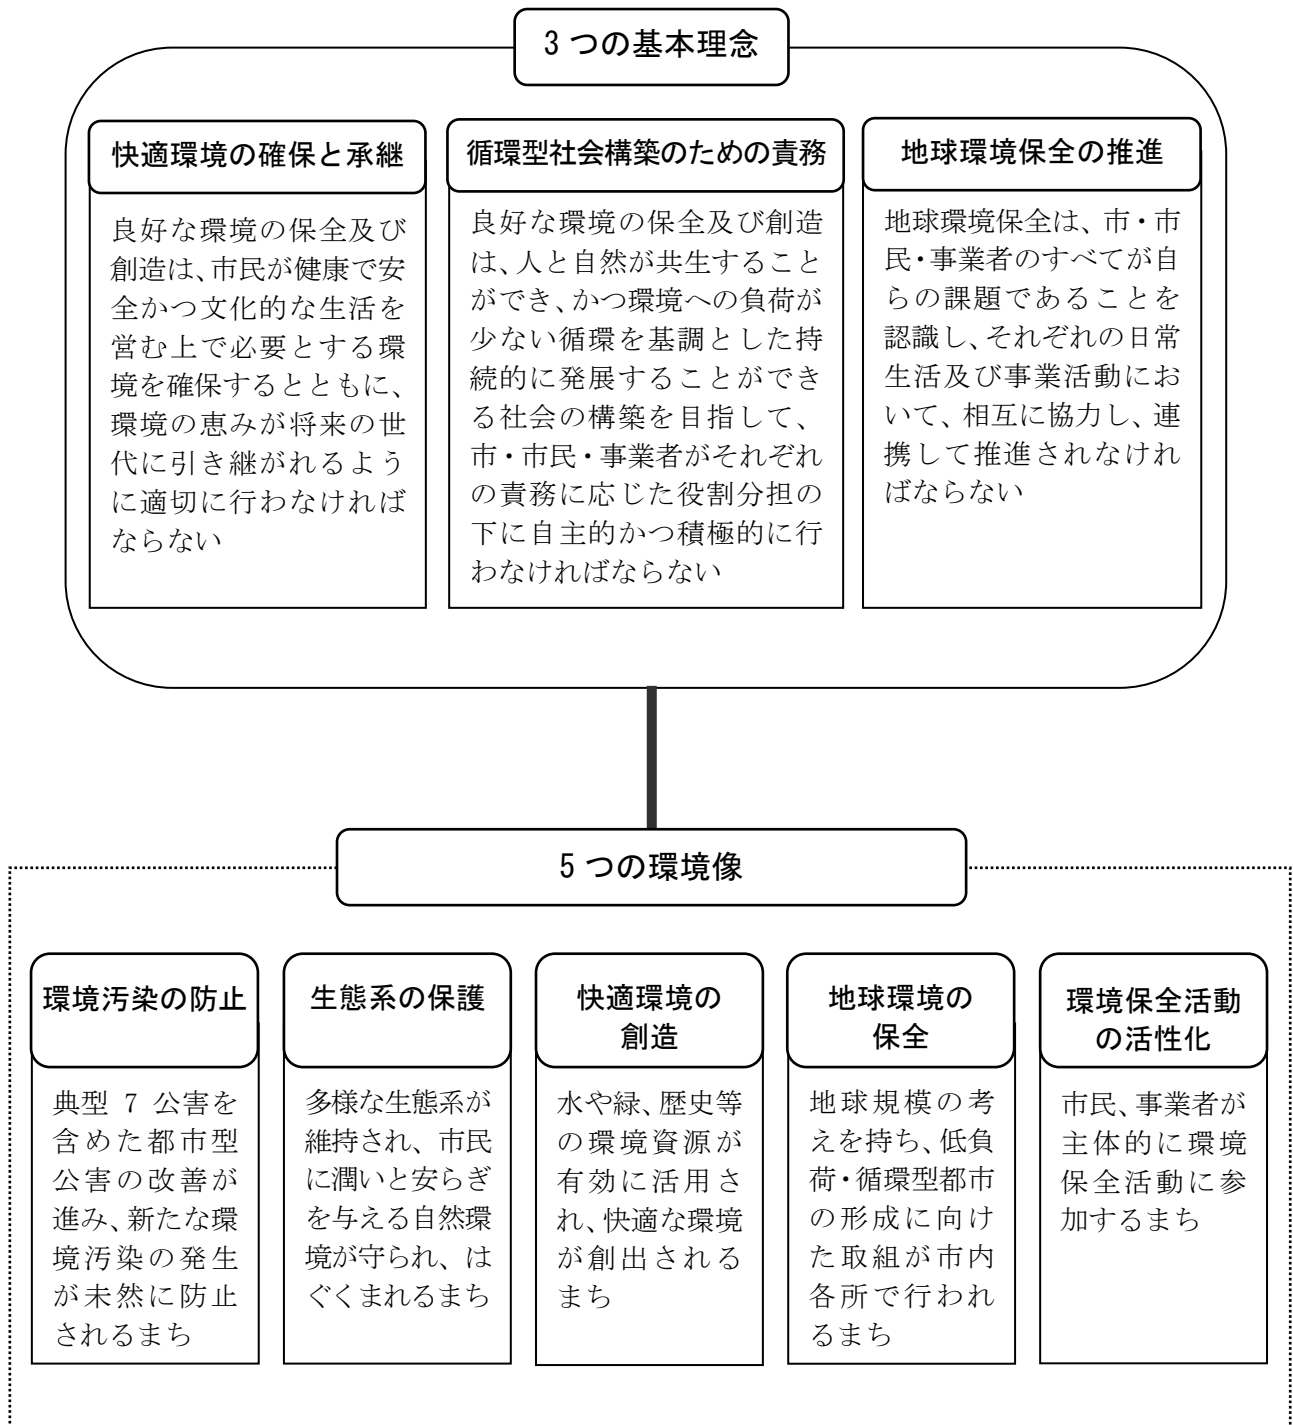 3 つの基本理念
快適環境の確保と承継
良好な環境の保全及び
創造は、市民が健康で安
全かつ文化的な生活を
営む上で必要とする環
境を確保するとともに、
環境の恵みが将来の世
代に引き継がれるよう
に適切に行わなければ
ならない
循環型社会構築のための責務
良好な環境の保全及び創造
は、人と自然が共生すること
ができ、かつ環境への負荷が
少ない循環を基調とした持
続的に発展することができ
る社会の構築を目指して、
市・市民・事業者がそれぞれ
の責務に応じた役割分担の
下に自主的かつ積極的に行
わなければならない
地球環境保全の推進
地球環境保全は、市・市
民・事業者のすべてが自
らの課題であることを
認識し、それぞれの日常
生活及び事業活動にお
いて、相互に協力し、連
携して推進されなけれ
ばならない
5 つの環境像
環境汚染の防止
典型 7 公害を
含めた都市型
公害の改善が
進み、新たな環
境汚染の発生
が未然に防止
されるまち
生態系の保護
多様な生態系が
維持され、市民
に潤いと安らぎ
を与える自然環
境が守られ、は
ぐくまれるまち
快適環境の
創造
水や緑、歴史等
の環境資源が
有効に活用さ
れ、快適な環境
が創出される
まち
地球環境の
保全
地球規模の考
えを持ち、低負
荷・循環型都市
の形成に向け
た取組が市内
各所で行われ
るまち
環境保全活動
の活性化
市民、事業者が
主体的に環境
保全活動に参
加するまち